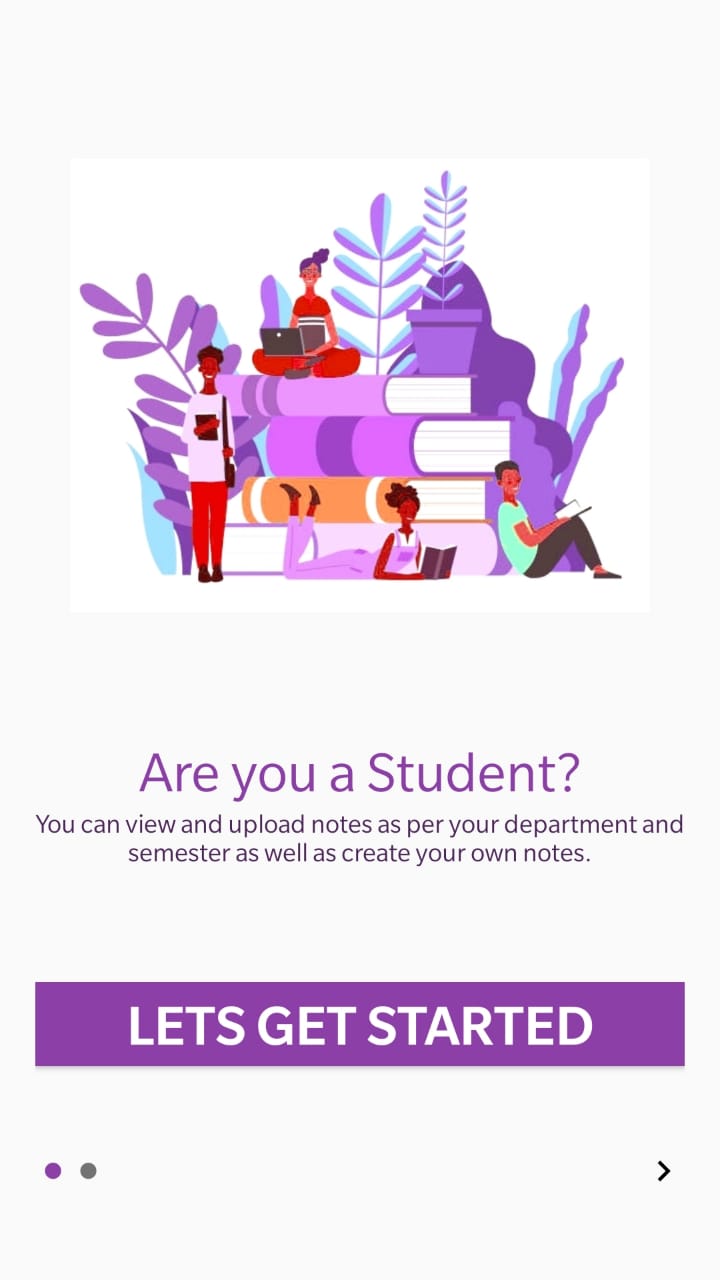 Are you a Student?
You can view and upload notes as per your department and
semester as well as create your own notes.
LETS GET STARTED